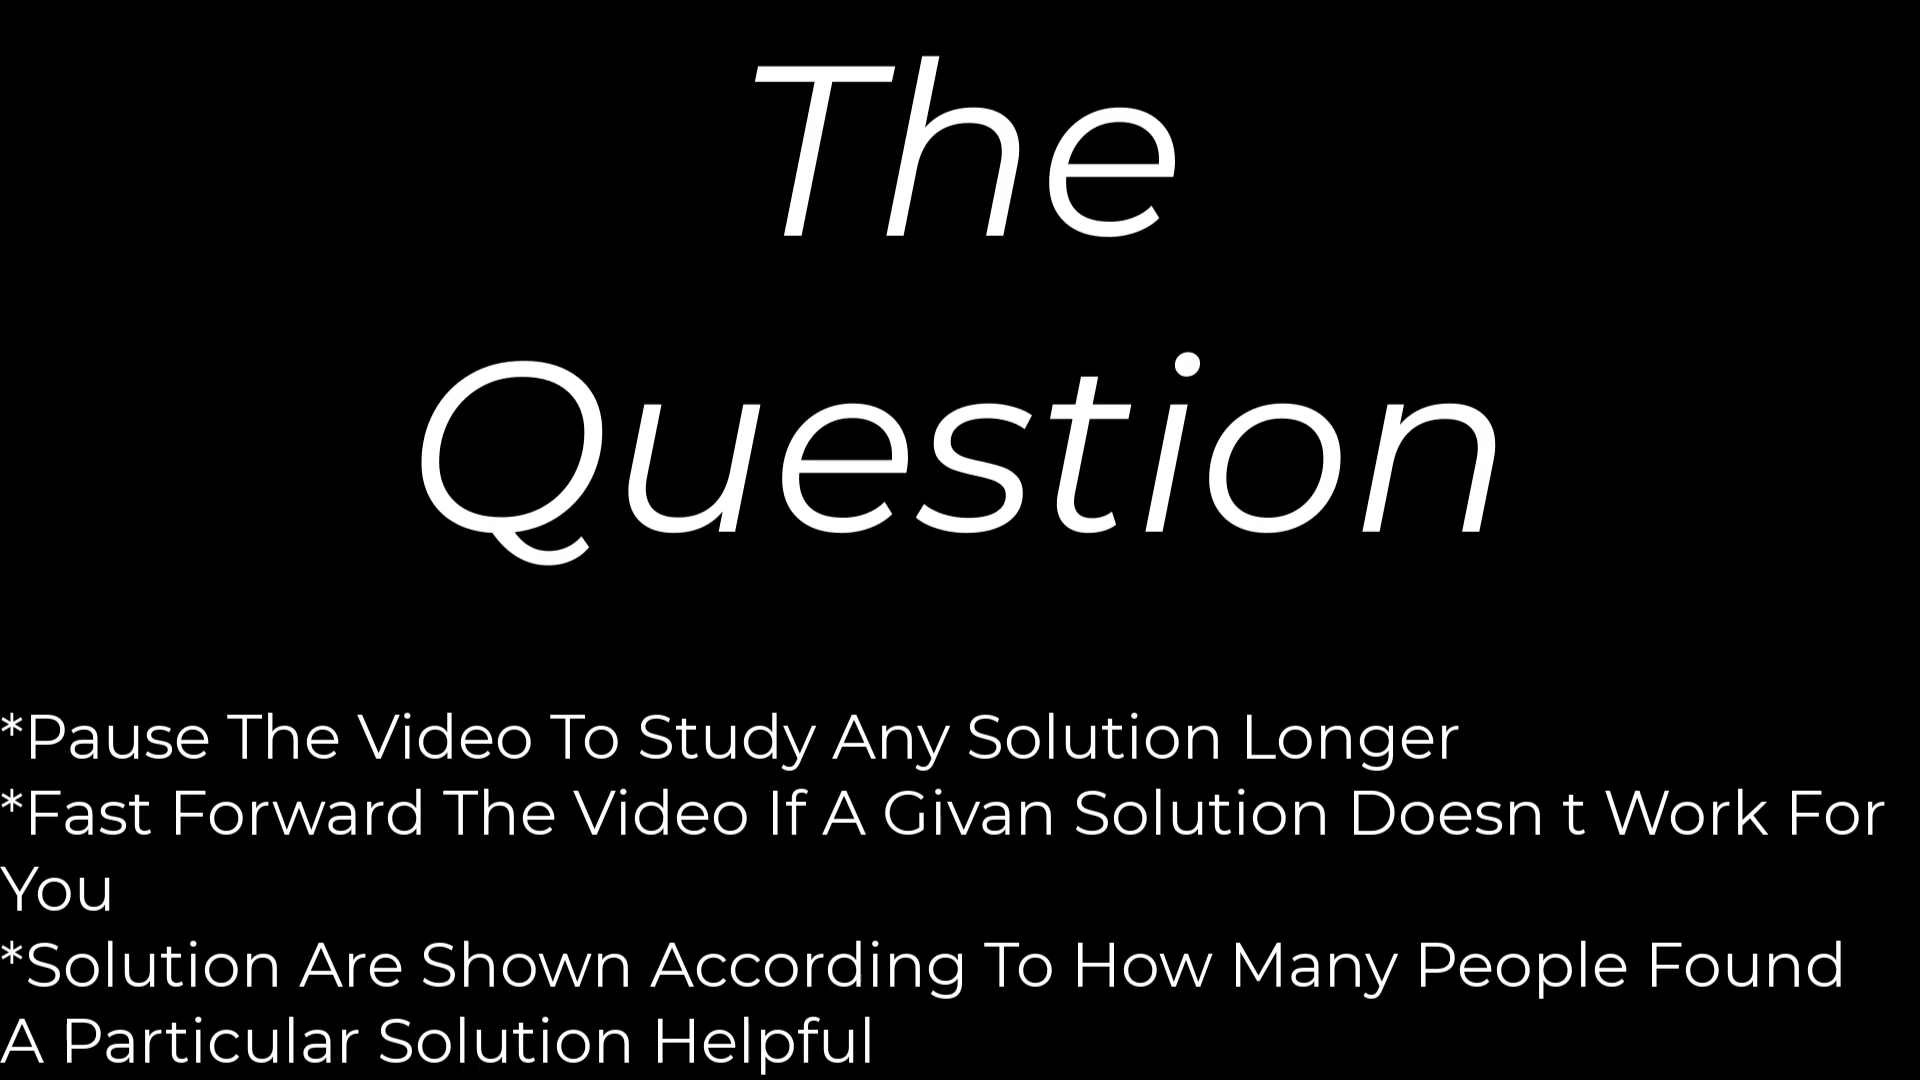 The
Question
*Pause The Video To Study Any Solution Longer
*Fast Forward The Video If A Givan Solution Doesn t Work For
You
*Solution Are Shown According To How Many People Found
A Particular Solution Helpful